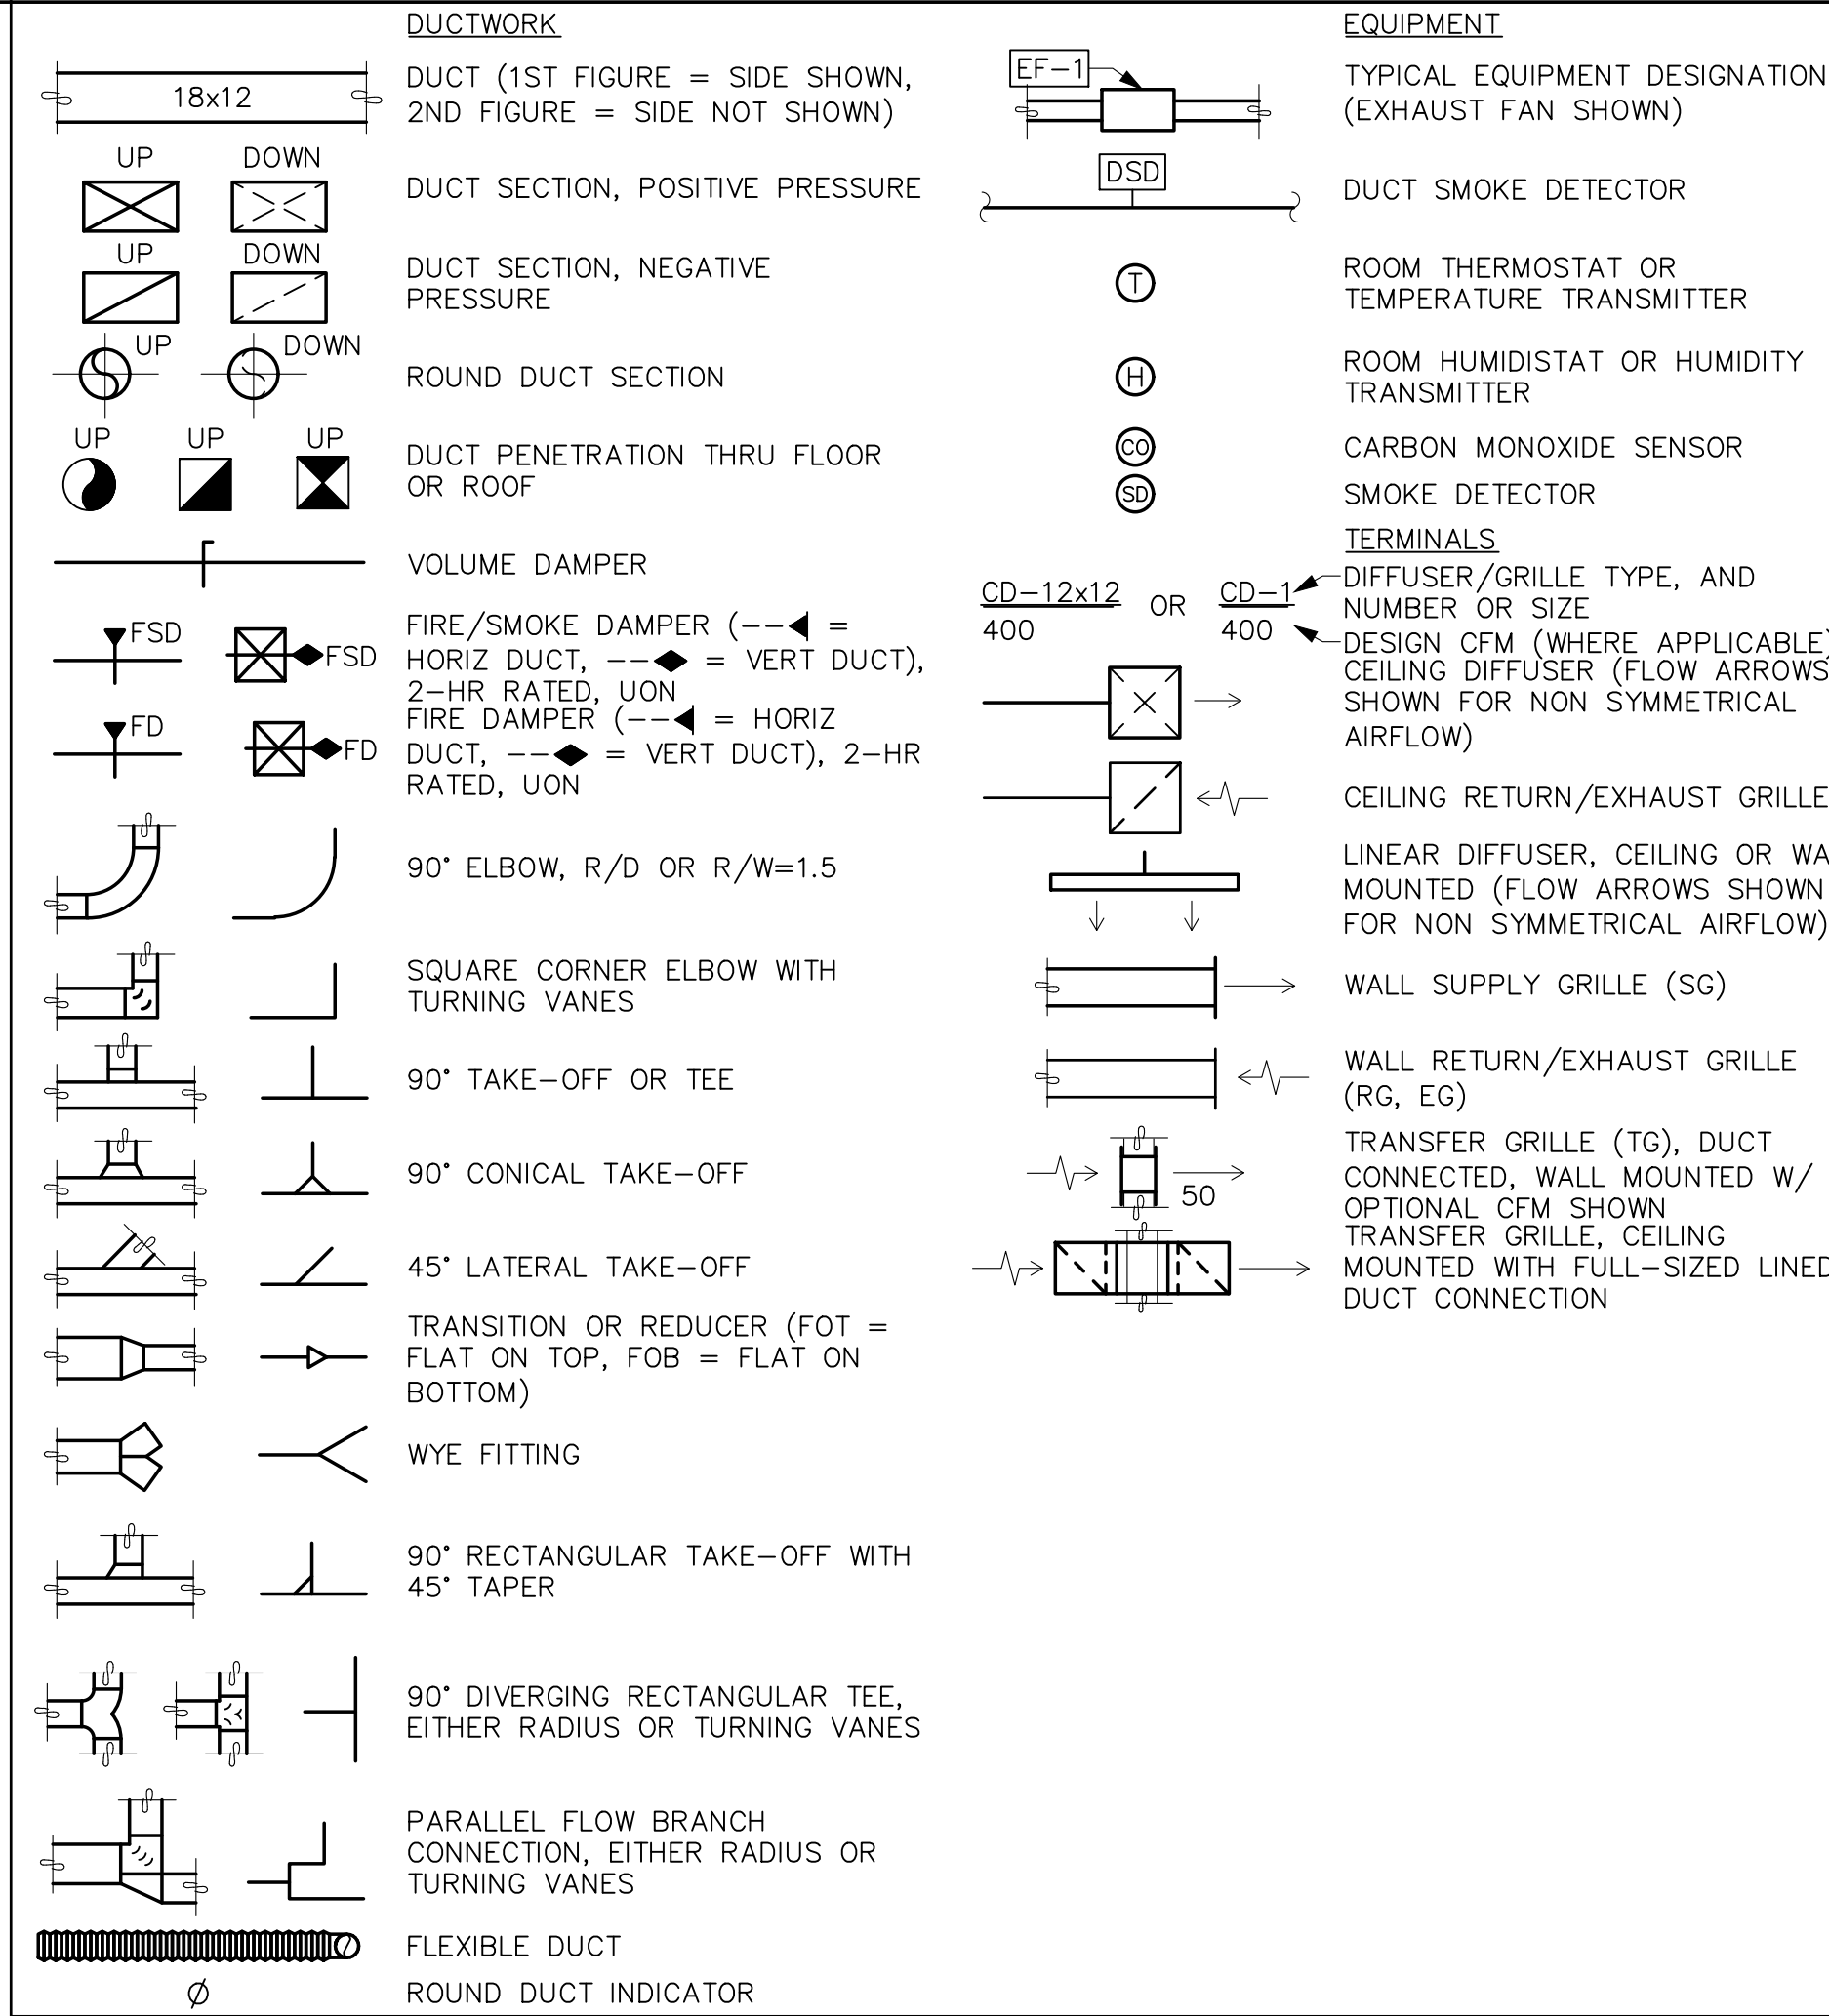 DUCTWORK
18x12
DUCT (1ST FIGURE = SIDE SHOWN,
2ND FIGURE = SIDE NOT SHOWN)
UP DOWN
DUCT SECTION, POSITIVE PRESSURE
UP DOWN
DUCT SECTION, NEGATIVE
PRESSURE
UP DOWN
ROUND DUCT SECTION
UP UP UP
DUCT PENETRATION THRU FLOOR
OR ROOF
VOLUME DAMPER
FSD FSD
FIRE/SMOKE DAMPER (--◀ =
HORIZ DUCT, --◆ = VERT DUCT),
2-HR RATED, UON
FD FD
FIRE DAMPER (--◀ = HORIZ
DUCT, --◆ = VERT DUCT), 2-HR
RATED, UON
90° ELBOW, R/D OR R/W=1.5
SQUARE CORNER ELBOW WITH
TURNING VANES
90° TAKE-OFF OR TEE
90° CONICAL TAKE-OFF
45° LATERAL TAKE-OFF
TRANSITION OR REDUCER (FOT =
FLAT ON TOP, FOB = FLAT ON
BOTTOM)
WYE FITTING
90° RECTANGULAR TAKE-OFF WITH
45° TAPER
90° DIVERGING RECTANGULAR TEE,
EITHER RADIUS OR TURNING VANES
PARALLEL FLOW BRANCH
CONNECTION, EITHER RADIUS OR
TURNING VANES
FLEXIBLE DUCT
Ø
ROUND DUCT INDICATOR
EQUIPMENT
EF-1
TYPICAL EQUIPMENT DESIGNATION
(EXHAUST FAN SHOWN)
DSD
DUCT SMOKE DETECTOR
T
ROOM THERMOSTAT OR
TEMPERATURE TRANSMITTER
H
ROOM HUMIDISTAT OR HUMIDITY
TRANSMITTER
CO
CARBON MONOXIDE SENSOR
SD
SMOKE DETECTOR
TERMINALS
CD-12x12 OR CD-1
400 400
DIFFUSER/GRILLE TYPE, AND
NUMBER OR SIZE
DESIGN CFM (WHERE APPLICABLE)
CEILING DIFFUSER (FLOW ARROWS
SHOWN FOR NON SYMMETRICAL
AIRFLOW)
CEILING RETURN/EXHAUST GRILLE
LINEAR DIFFUSER, CEILING OR WA
MOUNTED (FLOW ARROWS SHOWN
FOR NON SYMMETRICAL AIRFLOW)
WALL SUPPLY GRILLE (SG)
WALL RETURN/EXHAUST GRILLE
(RG, EG)
50
TRANSFER GRILLE (TG), DUCT
CONNECTED, WALL MOUNTED W/
OPTIONAL CFM SHOWN
TRANSFER GRILLE, CEILING
MOUNTED WITH FULL-SIZED LINED
DUCT CONNECTION